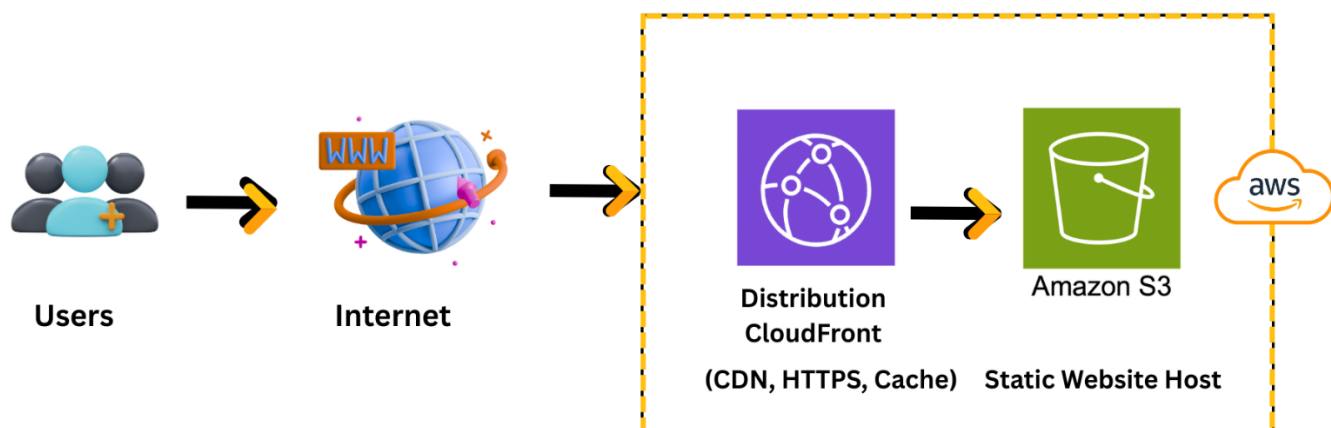 WWW
aws
Users
Internet
Distribution
CloudFront
(CDN, HTTPS, Cache)
Amazon S3
Static Website Host